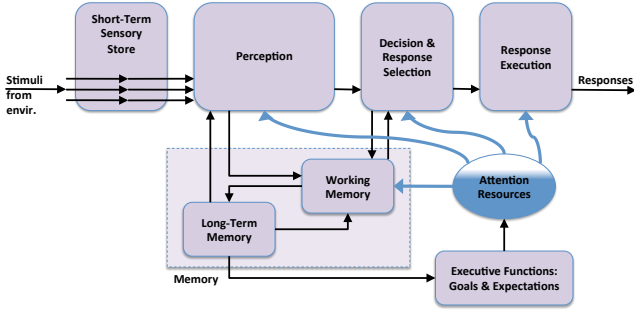 Short-Term
Sensory
Store
Perception
Decision &
Response
Selection
Response
Execution
Stimuli
from
envir.
Responses
Working
Memory
Attention
Resources
Long-Term
Memory
Memory
Executive Functions:
Goals & Expectations